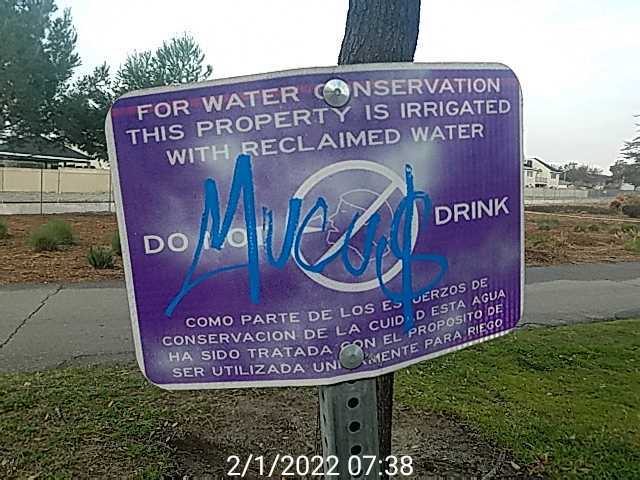 FOR WATER CONSERVATION
THIS PROPERTY IS IRRIGATED
WITH RECLAIMED WATER
DO NOT DRINK
Mucus
COMO PARTE DE LOS ESFUERZOS DE
CONSERVACION DE LA CUIDAD ESTA AGUA
HA SIDO TRATADA CON EL PROPOSITO DE
SER UTILIZADA UNICAMENTE PARA RIEGO
2/1/2022 07:38